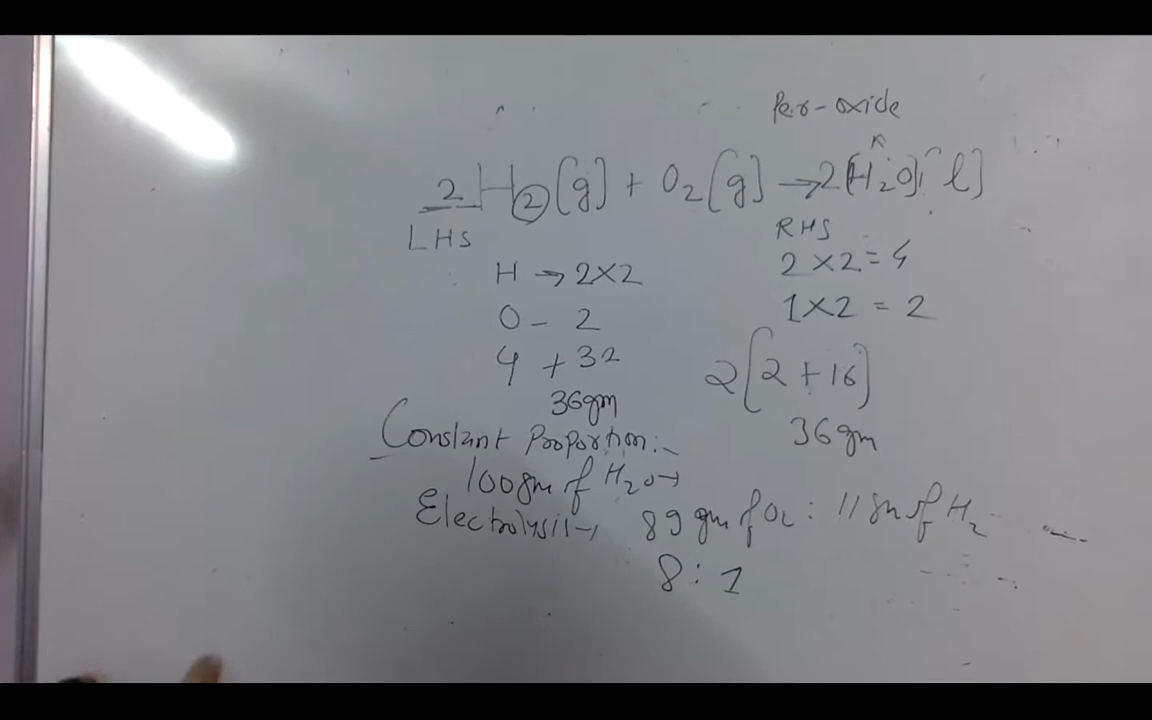 Per-oxide
2H2(g) + O2(g) → 2(H2O)(l)
LHS
RHS
H → 2×2
2×2 = 4
O - 2
1×2 = 2
4 + 32
2(2 + 16)
36gm
36gm
Constant Proportion:-
100gm of H2O →
Electrolysis → 89 gm of O2 : 11gm of H2
8 : 1